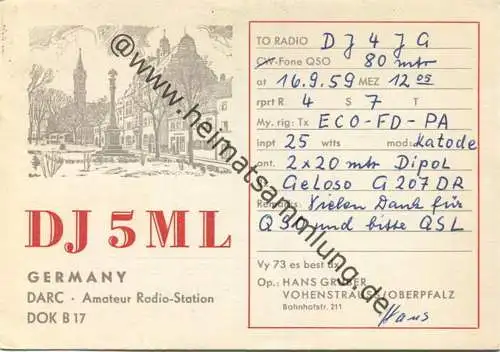 DJ 5 ML
GERMANY
DARC · Amateur Radio-Station
DOK B 17
TO RADIO DJ4JG
CW-Fone QSO 80 mtr
at 16.9.59 MEZ 12 05
rprt R 4 S 7 T
My. rig: Tx ECO-FD-PA
inpt 25 wtts mod: Katode
ant. 2x20 mtr Dipol
Geloso G 207 DR
Remarks: Vielen Dank für
QSO und bitte QSL
Vy 73 es best dx
Op.: HANS GRUBER
VOHENSTRAUSS/OBERPFALZ
Bahnhofstr. 211
Hans
www.heimatsammlung.de